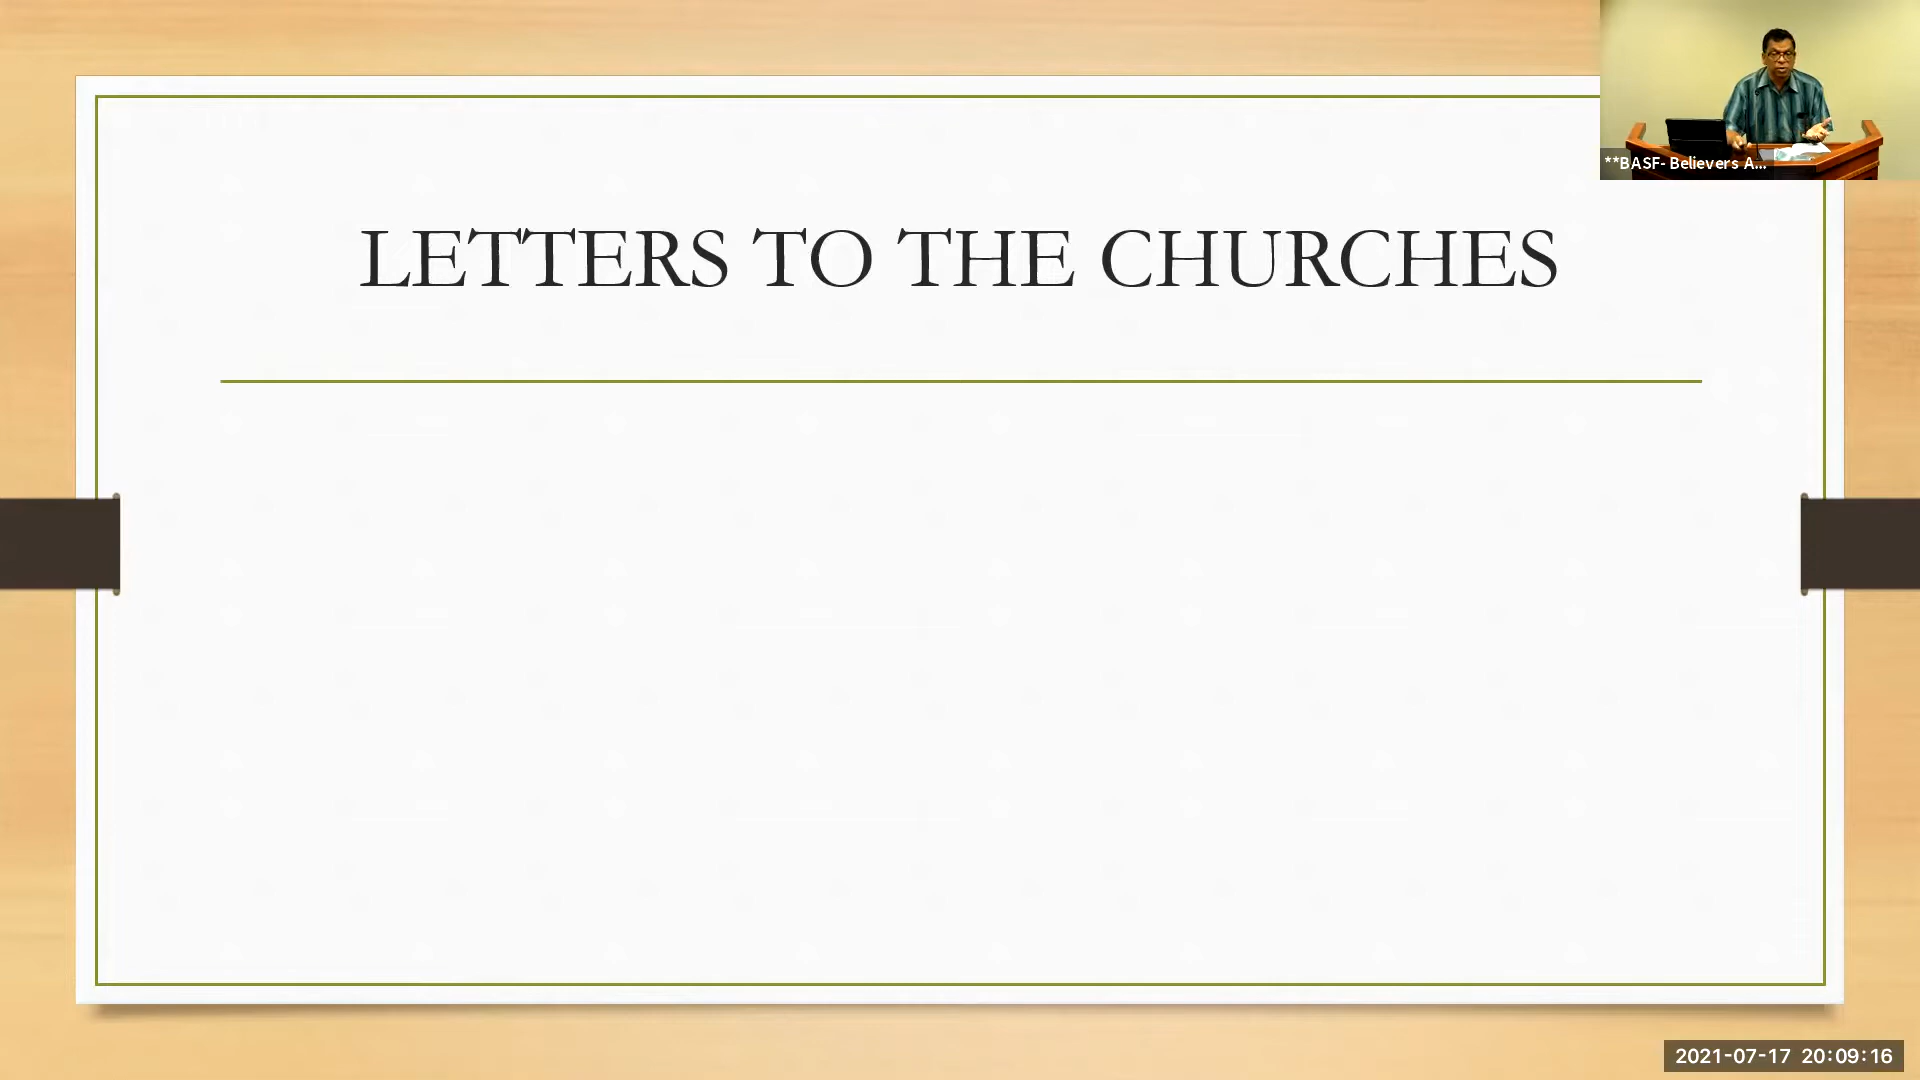 LETTERS TO THE CHURCHES
**BASF- Believers A...
2021-07-17 20:09:16